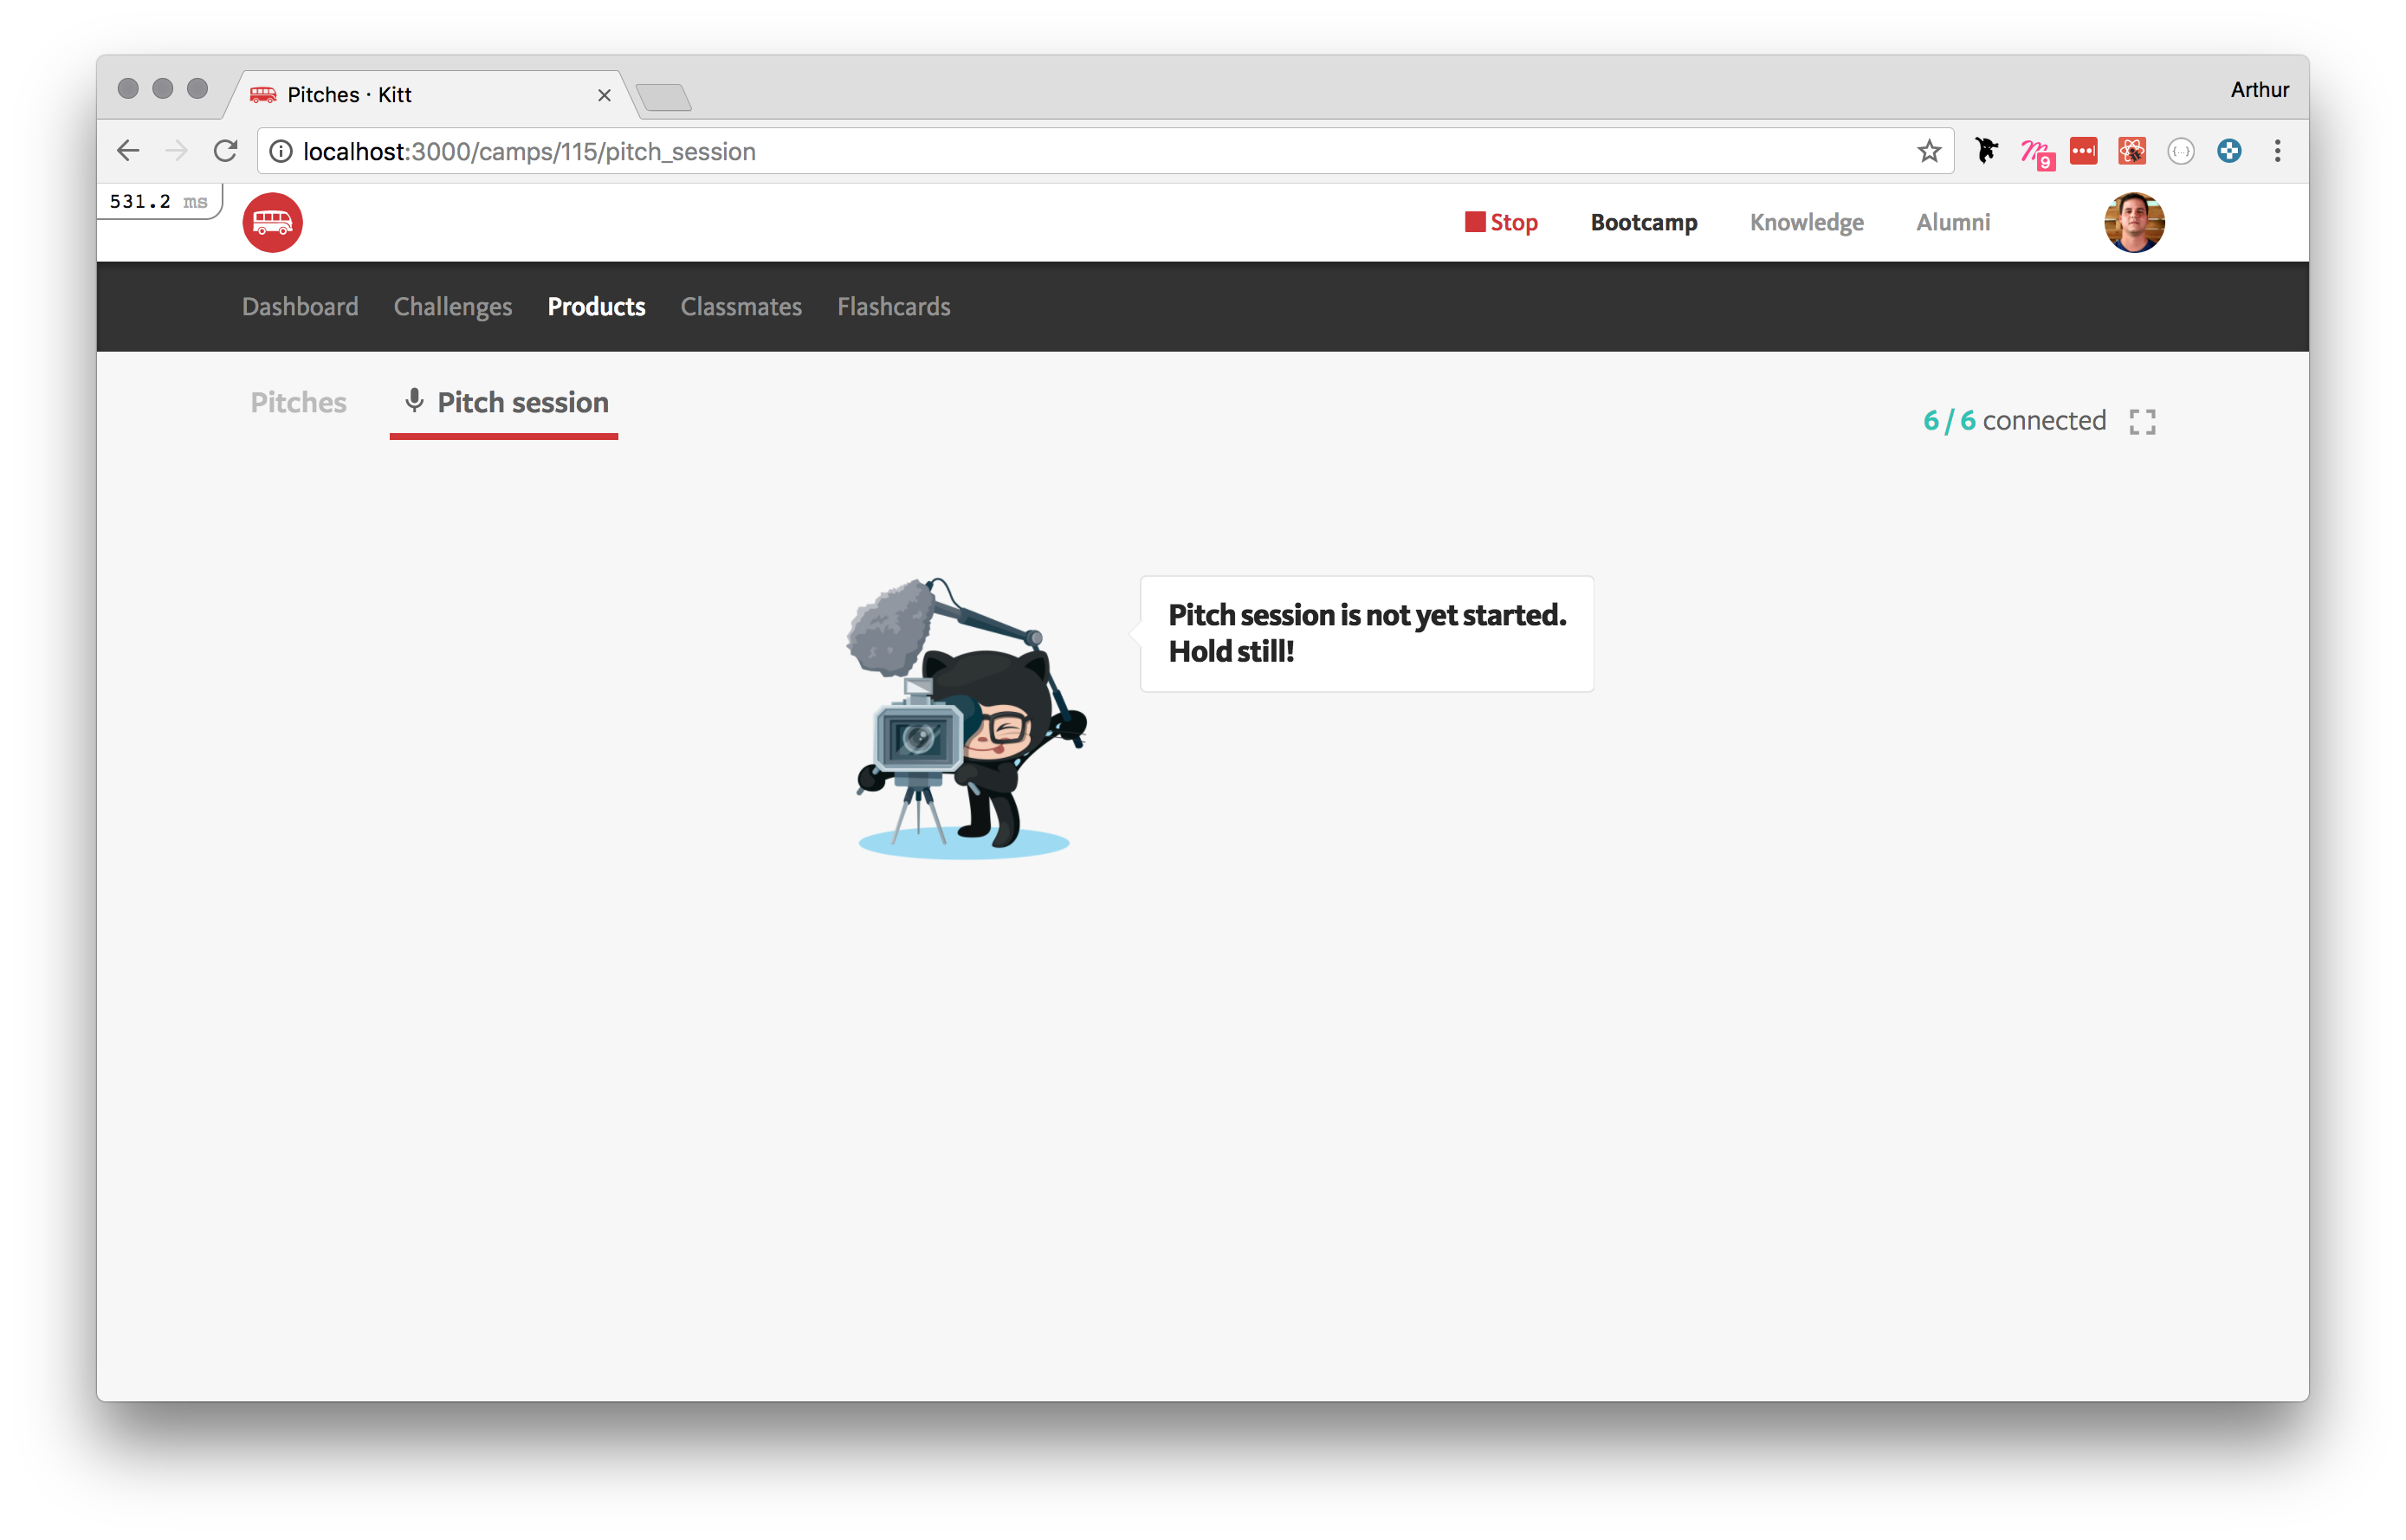 Pitches · Kitt
Arthur
localhost:3000/camps/115/pitch_session
9
531.2 ms
Stop Bootcamp Knowledge Alumni
Dashboard Challenges Products Classmates Flashcards
Pitches Pitch session
6 / 6 connected
Pitch session is not yet started.
Hold still!